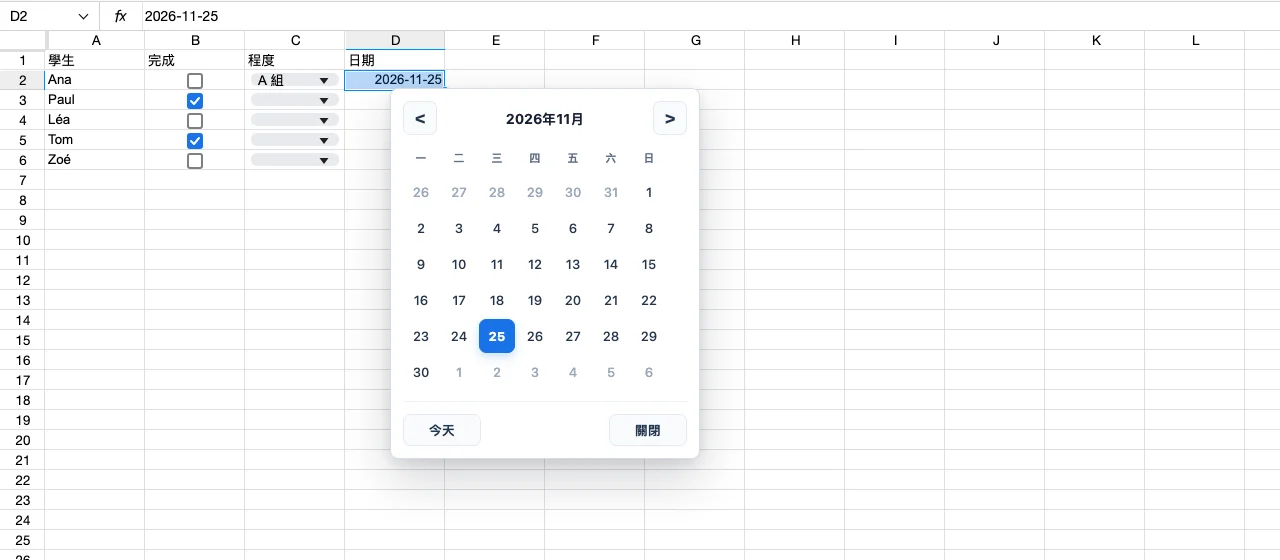 D2 fx 2026-11-25
A B C D E F G H I J K L
1 學生 完成 程度 日期
2 Ana A 組 2026-11-25
3 Paul
4 Léa
5 Tom
6 Zoé
7
8
9
10
11
12
13
14
15
16
17
18
19
20
21
22
23
24
25
26
< 2026年11月 >
一 二 三 四 五 六 日
26 27 28 29 30 31 1
2 3 4 5 6 7 8
9 10 11 12 13 14 15
16 17 18 19 20 21 22
23 24 25 26 27 28 29
30 1 2 3 4 5 6
今天 關閉